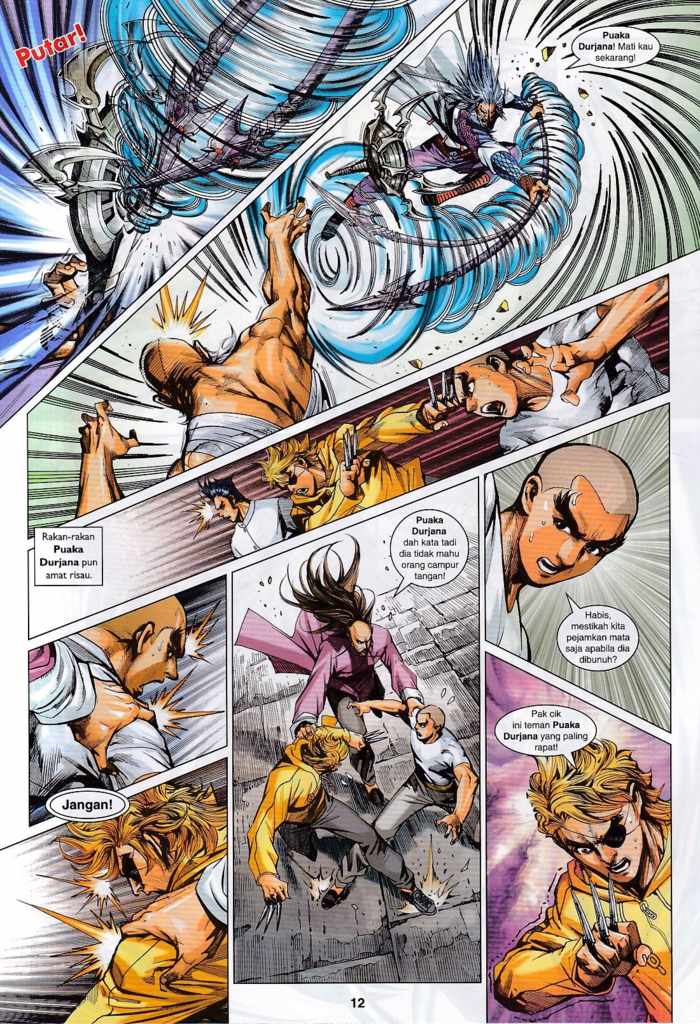 Putar!
Puaka
Durjana! Mati kau
sekarang!
Rakan-rakan
Puaka
Durjana pun
amat risau.
Puaka
Durjana
dah kata tadi
dia tidak mahu
orang campur
tangan!
Habis,
mestikah kita
pejamkan mata
saja apabila dia
dibunuh?
Jangan!
Pak cik
ini teman Puaka
Durjana yang paling
rapat!
12